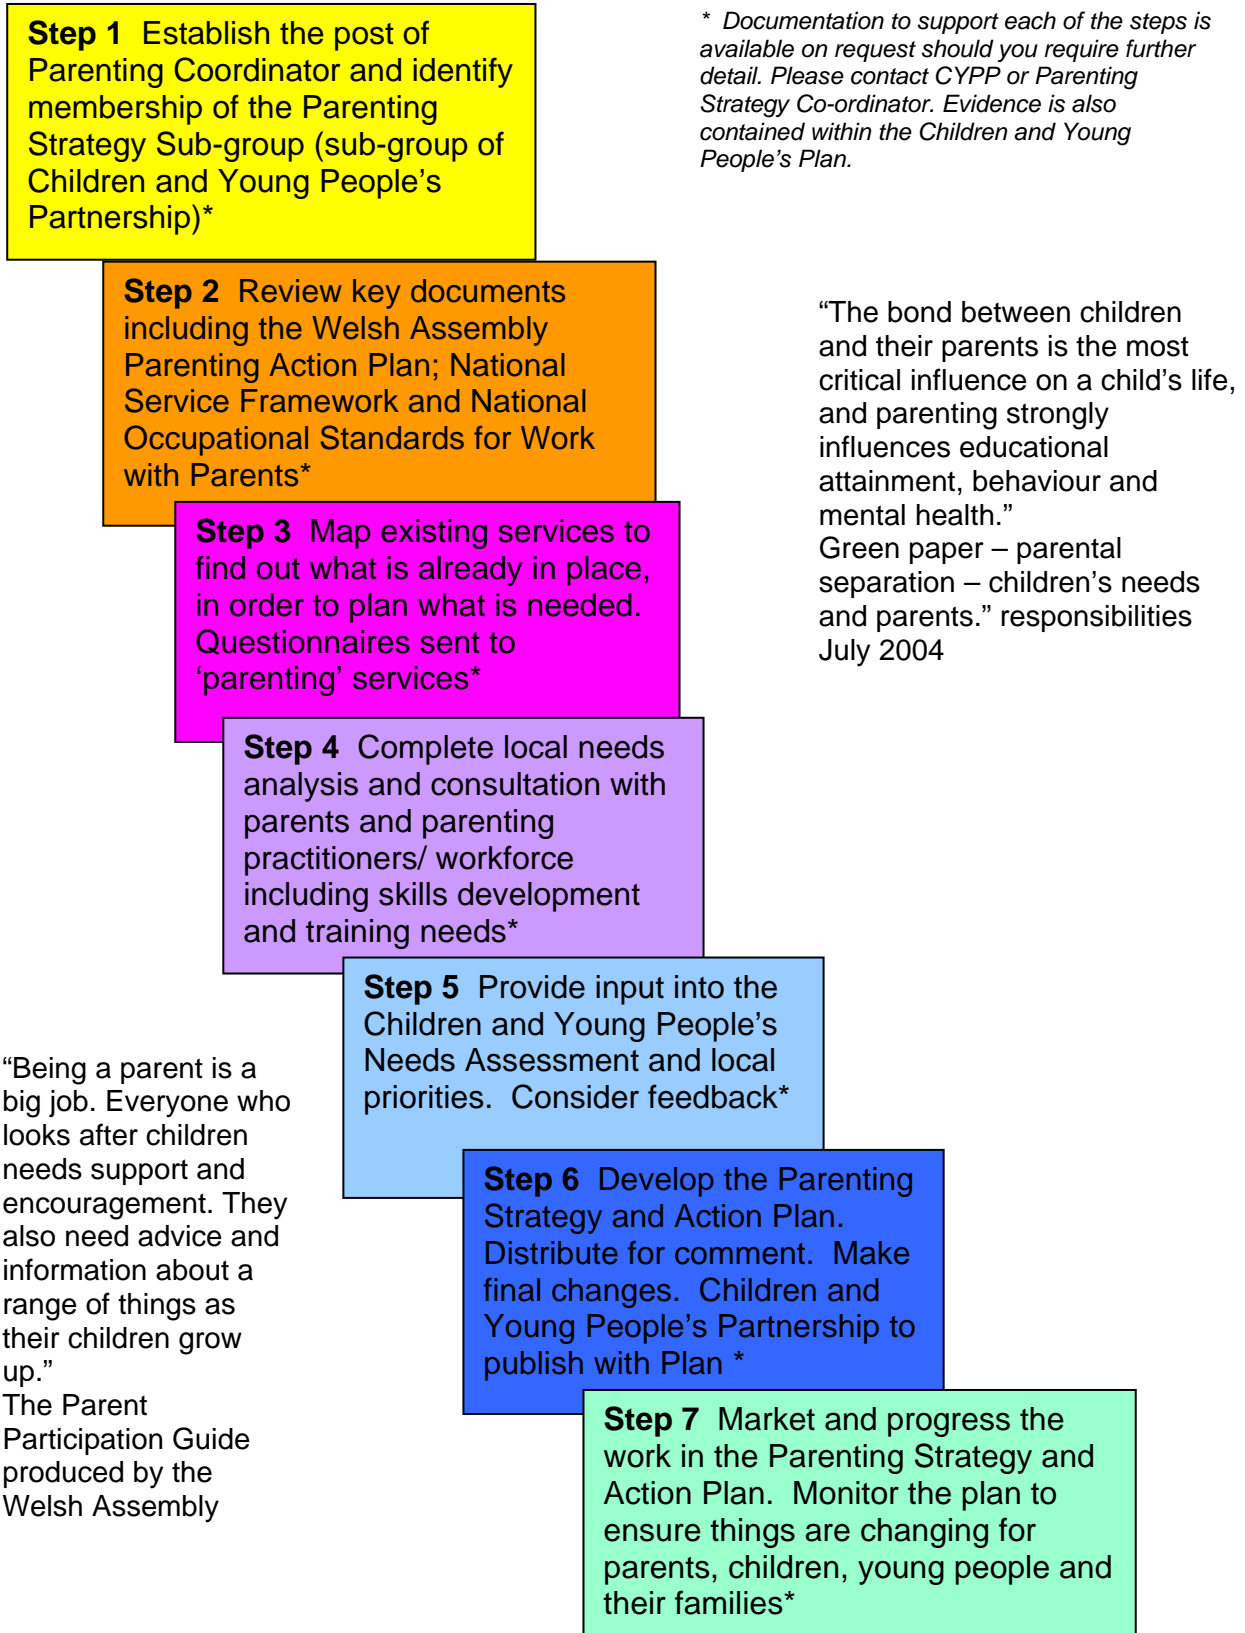 Step 1  Establish the post of
Parenting Coordinator and identify
membership of the Parenting
Strategy Sub-group (sub-group of
Children and Young People’s
Partnership)*
*  Documentation to support each of the steps is
available on request should you require further
detail. Please contact CYPP or Parenting
Strategy Co-ordinator. Evidence is also
contained within the Children and Young
People’s Plan.
Step 2  Review key documents
including the Welsh Assembly
Parenting Action Plan; National
Service Framework and National
Occupational Standards for Work
with Parents*
“The bond between children
and their parents is the most
critical influence on a child’s life,
and parenting strongly
influences educational
attainment, behaviour and
mental health.”
Green paper – parental
separation – children’s needs
and parents.” responsibilities
July 2004
Step 3  Map existing services to
find out what is already in place,
in order to plan what is needed.
Questionnaires sent to
‘parenting’ services*
Step 4  Complete local needs
analysis and consultation with
parents and parenting
practitioners/ workforce
including skills development
and training needs*
Step 5  Provide input into the
Children and Young People’s
Needs Assessment and local
priorities.  Consider feedback*
“Being a parent is a
big job. Everyone who
looks after children
needs support and
encouragement. They
also need advice and
information about a
range of things as
their children grow
up.”
The Parent
Participation Guide
produced by the
Welsh Assembly
Step 6  Develop the Parenting
Strategy and Action Plan.
Distribute for comment.  Make
final changes.  Children and
Young People’s Partnership to
publish with Plan *
Step 7  Market and progress the
work in the Parenting Strategy and
Action Plan.  Monitor the plan to
ensure things are changing for
parents, children, young people and
their families*